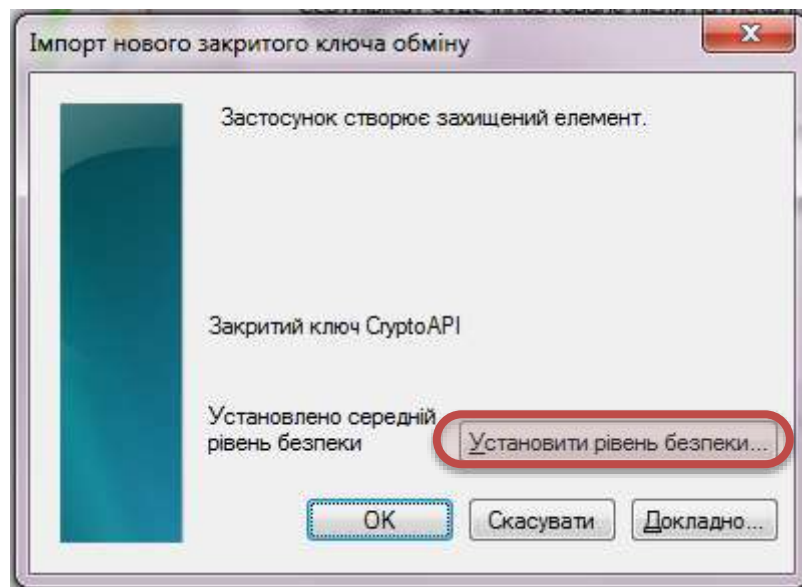 Імпорт нового закритого ключа обміну
Застосунок створює захищений елемент.
Закритий ключ CryptoAPI
Установлено середній
рівень безпеки
Установити рівень безпеки...
OK
Скасувати
Докладно...